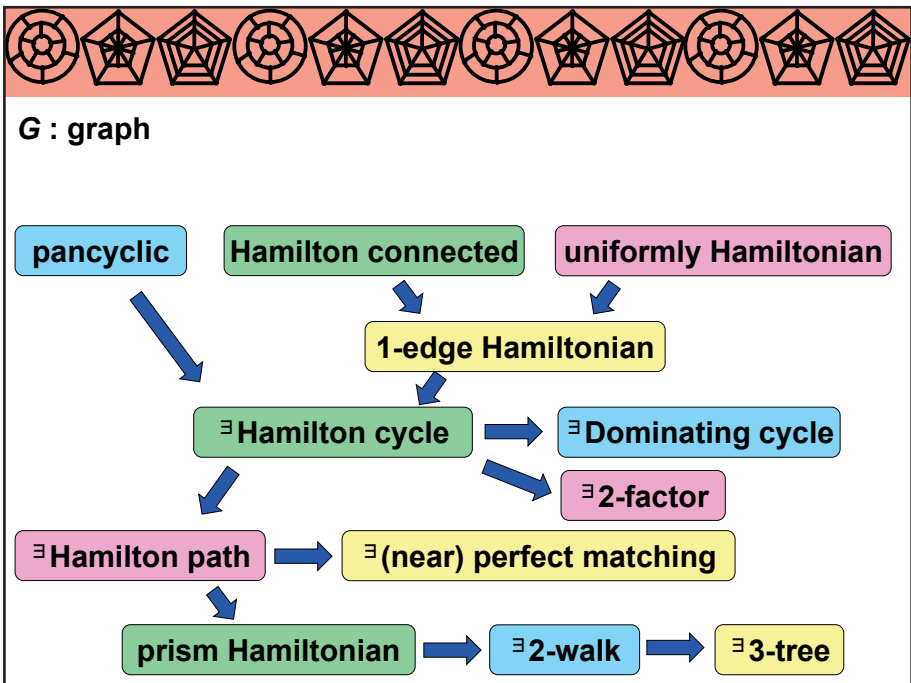 G : graph
pancyclic
Hamilton connected
uniformly Hamiltonian
1-edge Hamiltonian
∃Hamilton cycle
∃Dominating cycle
∃2-factor
∃Hamilton path
∃(near) perfect matching
prism Hamiltonian
∃2-walk
∃3-tree